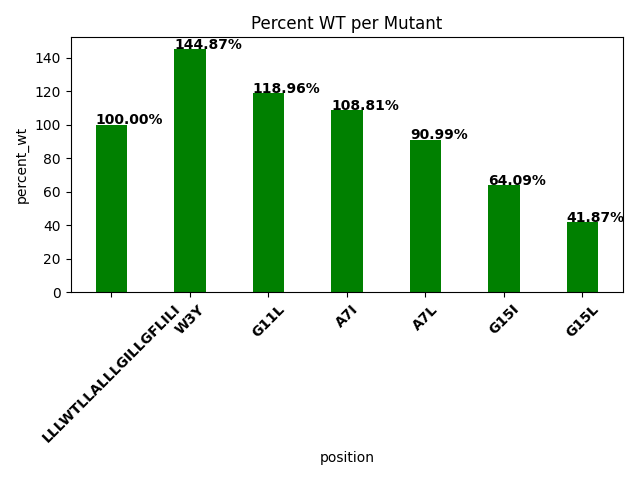 Percent WT per Mutant
percent_wt
140
120
100
80
60
40
20
0
100.00%
144.87%
118.96%
108.81%
90.99%
64.09%
41.87%
LLLWTLLALLLGILLGFLILI
W3Y
G11L
A7I
A7L
G15I
G15L
position